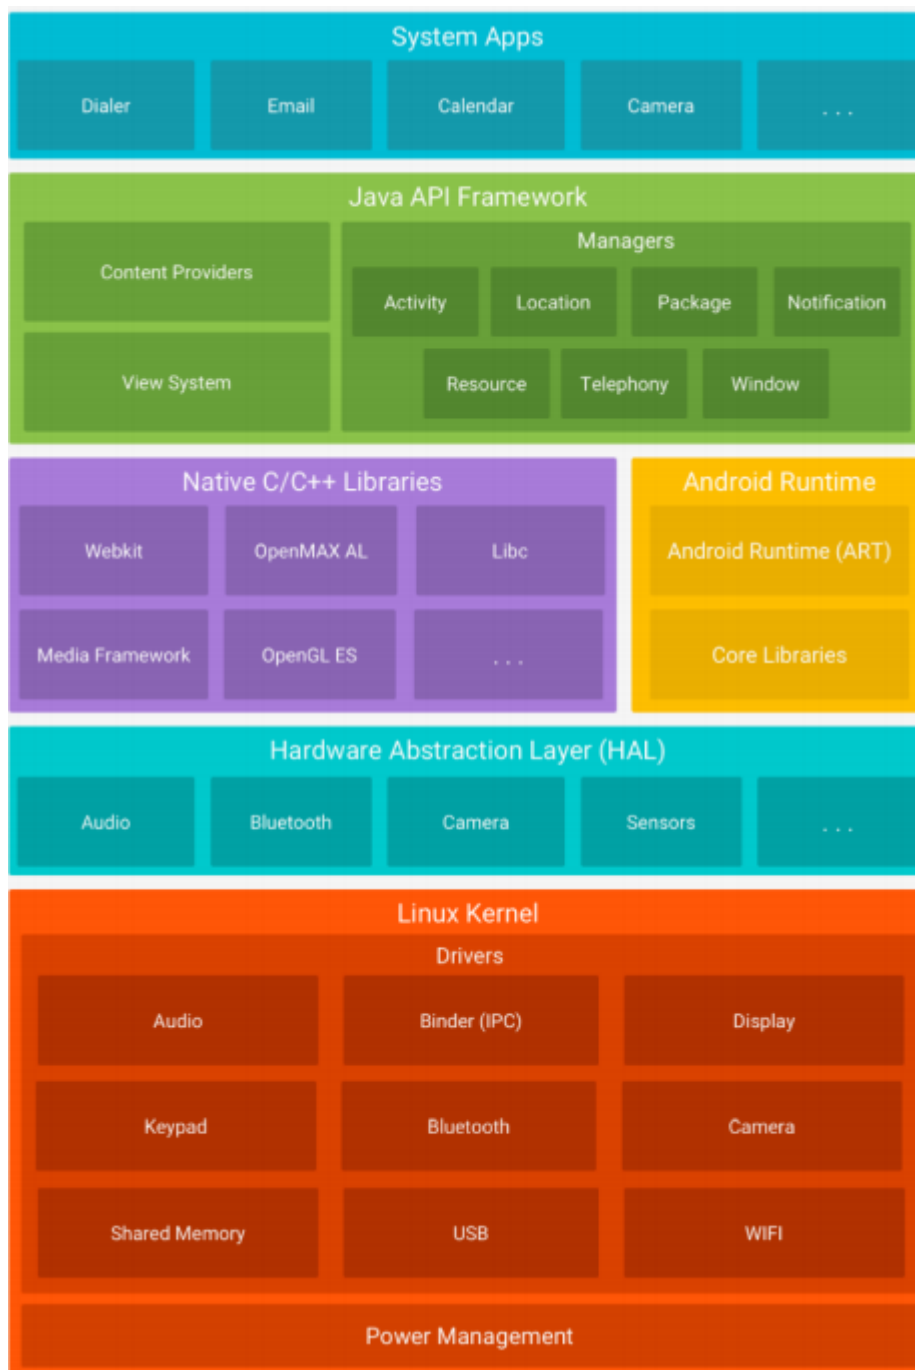 System Apps
Dialer
Email
Calendar
Camera
. . .
Java API Framework
Content Providers
View System
Managers
Activity
Location
Package
Notification
Resource
Telephony
Window
Native C/C++ Libraries
Webkit
OpenMAX AL
Libc
Media Framework
OpenGL ES
. . .
Android Runtime
Android Runtime (ART)
Core Libraries
Hardware Abstraction Layer (HAL)
Audio
Bluetooth
Camera
Sensors
. . .
Linux Kernel
Drivers
Audio
Binder (IPC)
Display
Keypad
Bluetooth
Camera
Shared Memory
USB
WIFI
Power Management